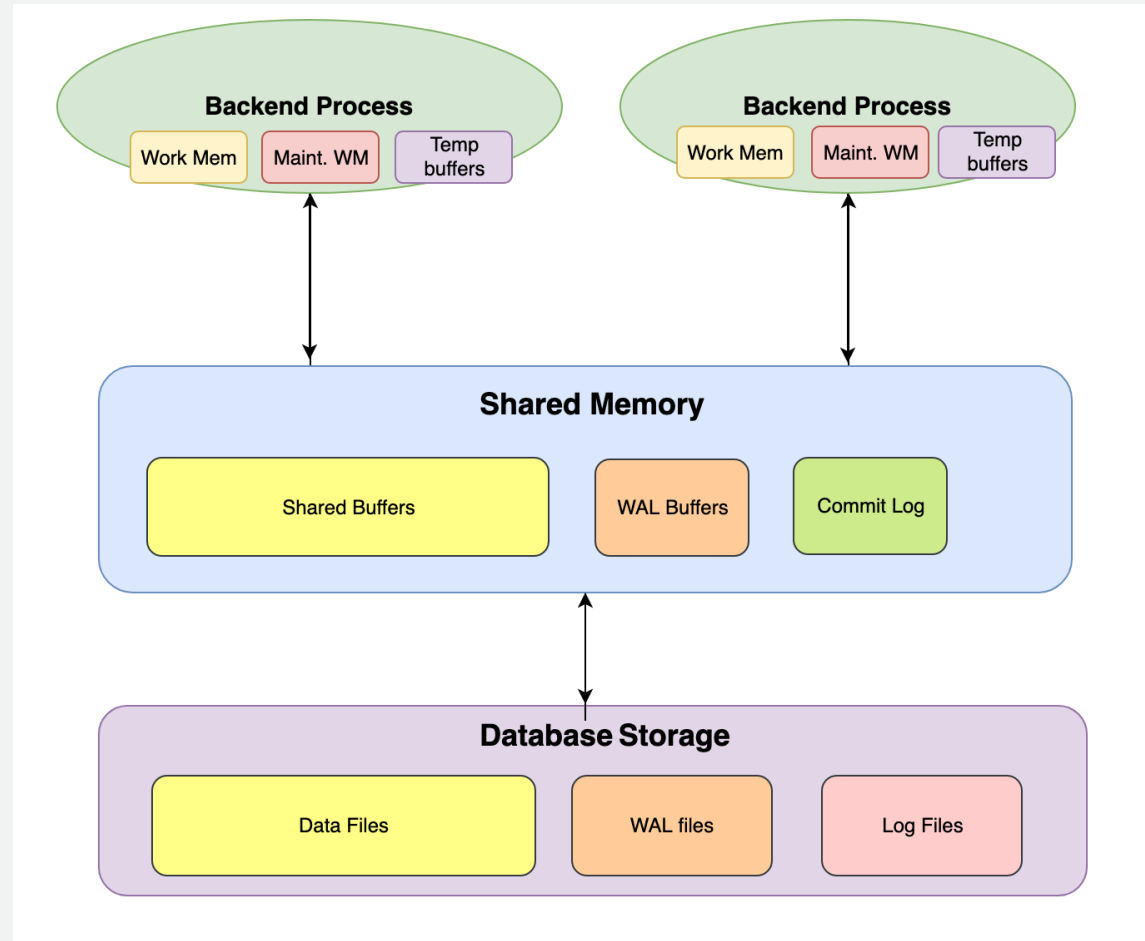 Backend Process
Work Mem
Maint. WM
Temp
buffers
Backend Process
Work Mem
Maint. WM
Temp
buffers
Shared Memory
Shared Buffers
WAL Buffers
Commit Log
Database Storage
Data Files
WAL files
Log Files